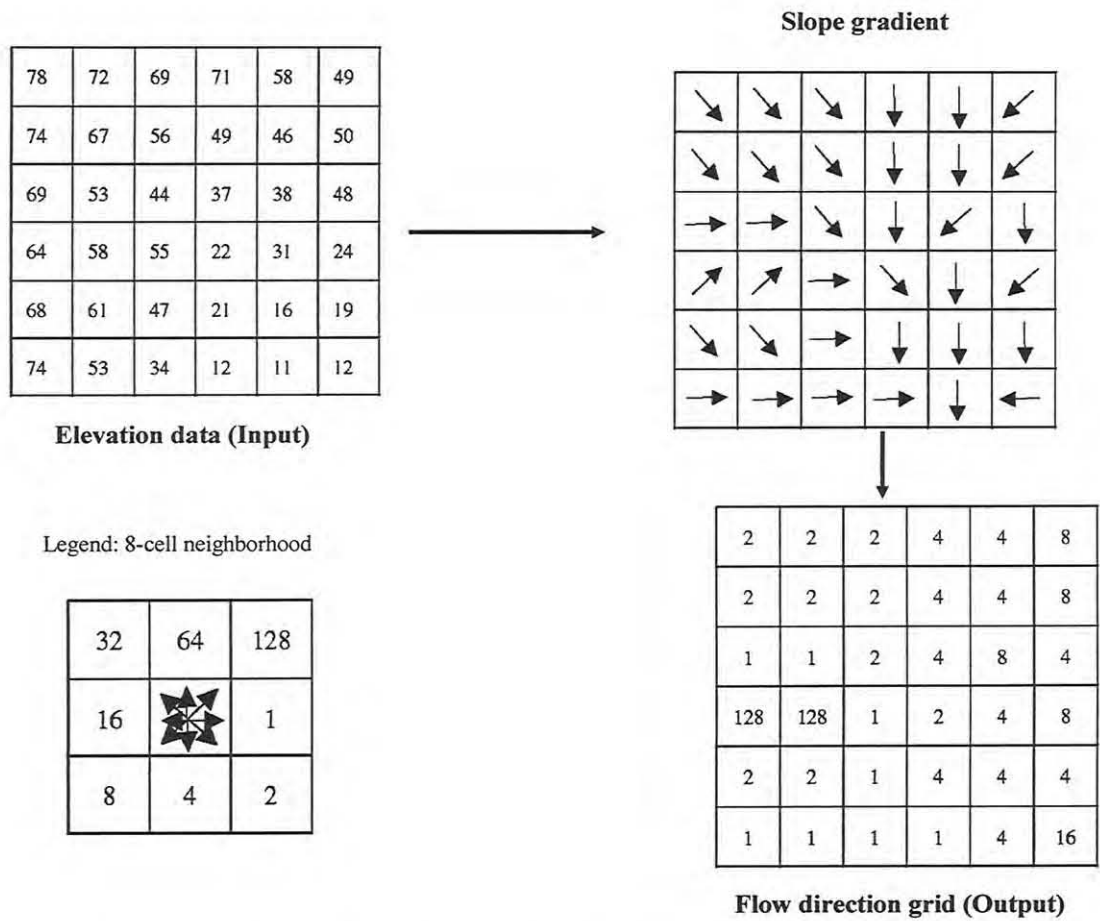 Slope gradient
78 72 69 71 58 49
74 67 56 49 46 50
69 53 44 37 38 48
64 58 55 22 31 24
68 61 47 21 16 19
74 53 34 12 11 12
Elevation data (Input)
Legend: 8-cell neighborhood
32 64 128
16 1
8 4 2
2 2 2 4 4 8
2 2 2 4 4 8
1 1 2 4 8 4
128 128 1 2 4 8
2 2 1 4 4 4
1 1 1 1 4 16
Flow direction grid (Output)